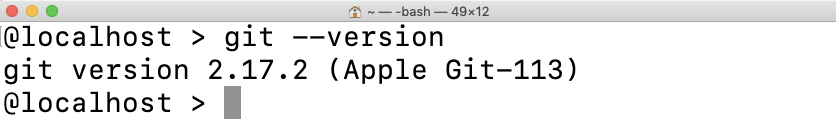 ~ — -bash — 49×12
@localhost > git --version
git version 2.17.2 (Apple Git-113)
@localhost >